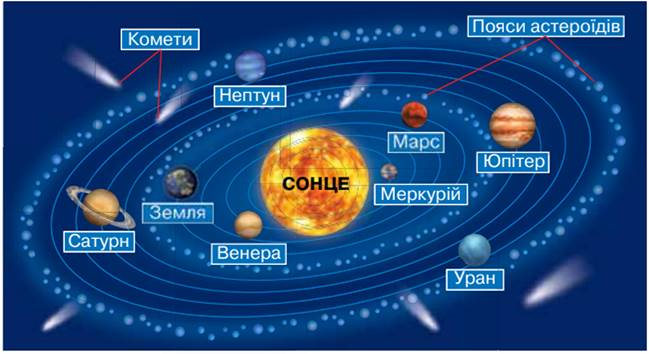 Пояси астероїдів
Комети
Нептун
Марс
Юпітер
СОНЦЕ
Меркурій
Земля
Сатурн
Венера
Уран